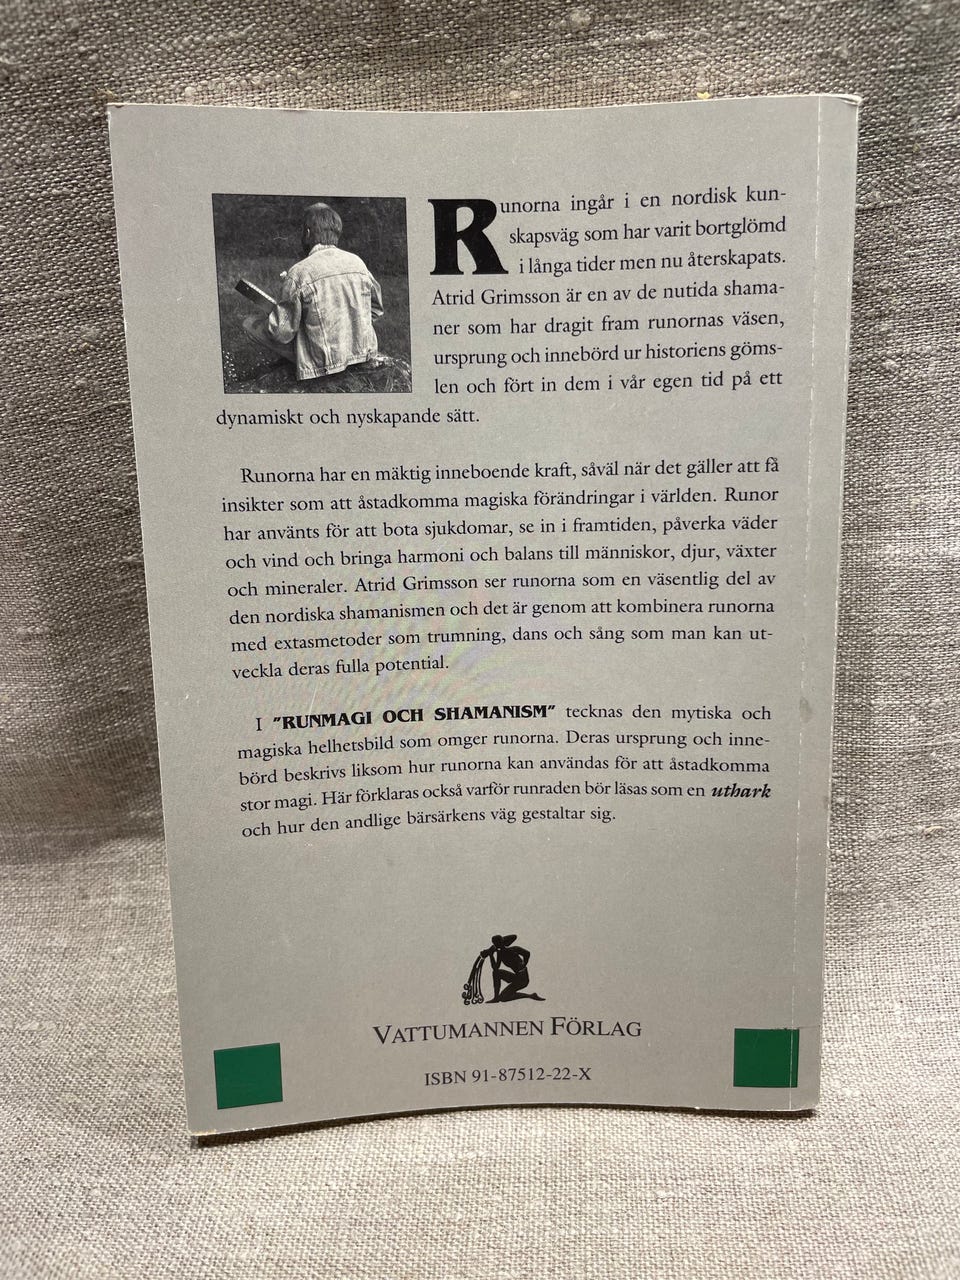 Runorna ingår i en nordisk kun-
skapsväg som har varit bortglömd
i långa tider men nu återskapats.
Atrid Grimsson är en av de nutida shama-
ner som har dragit fram runornas väsen,
ursprung och innebörd ur historiens göms-
len och fört in dem i vår egen tid på ett
dynamiskt och nyskapande sätt.
Runorna har en mäktig inneboende kraft, såväl när det gäller att få
insikter som att åstadkomma magiska förändringar i världen. Runor
har använts för att bota sjukdomar, se in i framtiden, påverka väder
och vind och bringa harmoni och balans till människor, djur, växter
och mineraler. Atrid Grimsson ser runorna som en väsentlig del av
den nordiska shamanismen och det är genom att kombinera runorna
med extasmetoder som trumning, dans och sång som man kan ut-
veckla deras fulla potential.
I "RUNMAGI OCH SHAMANISM" tecknas den mytiska och
magiska helhetsbild som omger runorna. Deras ursprung och inne-
börd beskrivs liksom hur runorna kan användas för att åstadkomma
stor magi. Här förklaras också varför runraden bör läsas som en uthark
och hur den andlige bärsärkens väg gestaltar sig.
VATTUMANNEN FÖRLAG
ISBN 91-87512-22-X